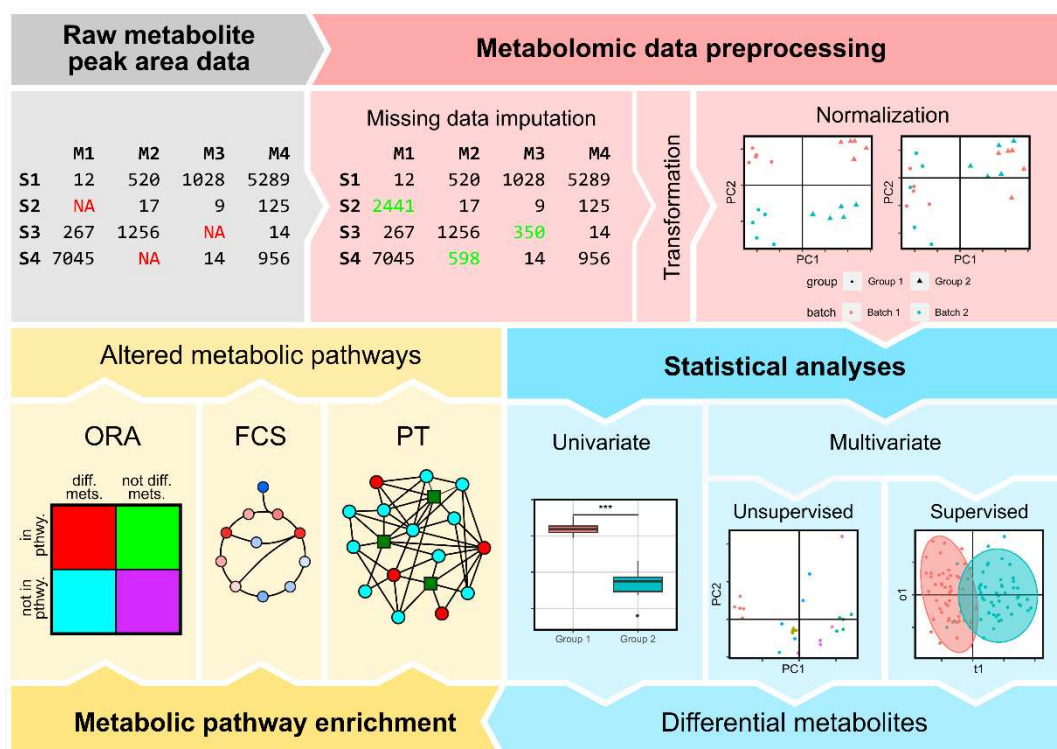 Raw metabolite
peak area data
Metabolomic data preprocessing
M1 M2 M3 M4
S1 12 520 1028 5289
S2 NA 17 9 125
S3 267 1256 NA 14
S4 7045 NA 14 956
Missing data imputation
M1 M2 M3 M4
S1 12 520 1028 5289
S2 2441 17 9 125
S3 267 1256 350 14
S4 7045 598 14 956
Transformation
Normalization
PC2
PC1
PC2
PC1
group Group 1 Group 2
batch Batch 1 Batch 2
Altered metabolic pathways
Statistical analyses
ORA
diff.
mets.
not diff.
mets.
in
pthwy.
not in
pthwy.
FCS
PT
Univariate
***
Group 1
Group 2
Multivariate
Unsupervised
PC2
PC1
Supervised
o1
t1
Metabolic pathway enrichment
Differential metabolites